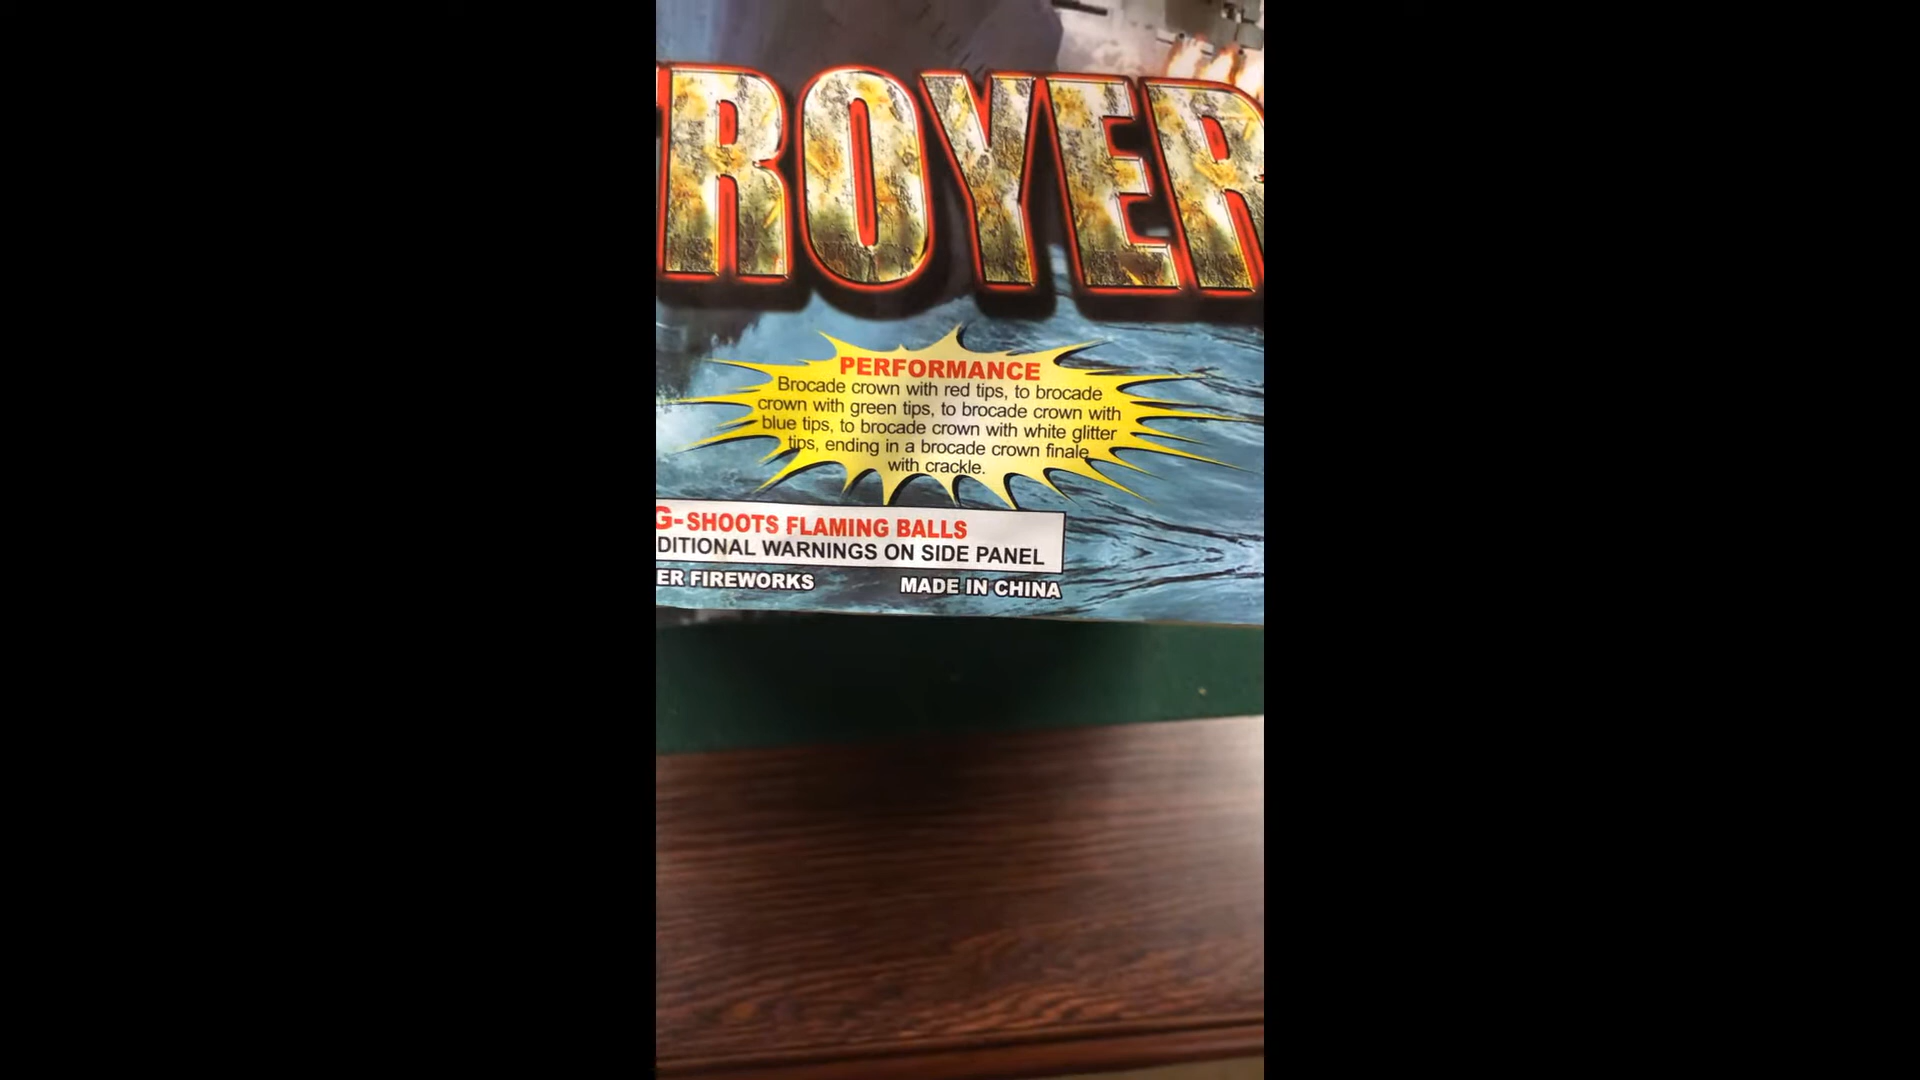 ROYER
PERFORMANCE
Brocade crown with red tips, to brocade
crown with green tips, to brocade crown with
blue tips, to brocade crown with white glitter
tips, ending in a brocade crown finale
with crackle.
G-SHOOTS FLAMING BALLS
DITIONAL WARNINGS ON SIDE PANEL
ER FIREWORKS
MADE IN CHINA